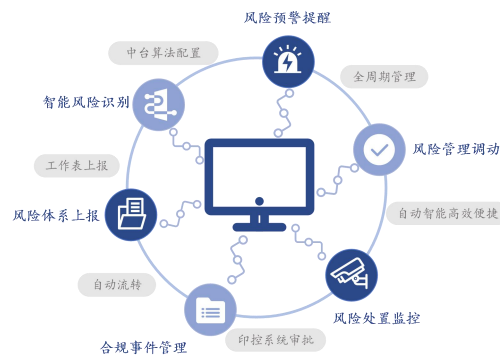 风险预警提醒
中台算法配置
全周期管理
智能风险识别
风险管理调动
工作表上报
风险体系上报
自动智能高效便捷
自动流转
风险处置监控
印控系统审批
合规事件管理